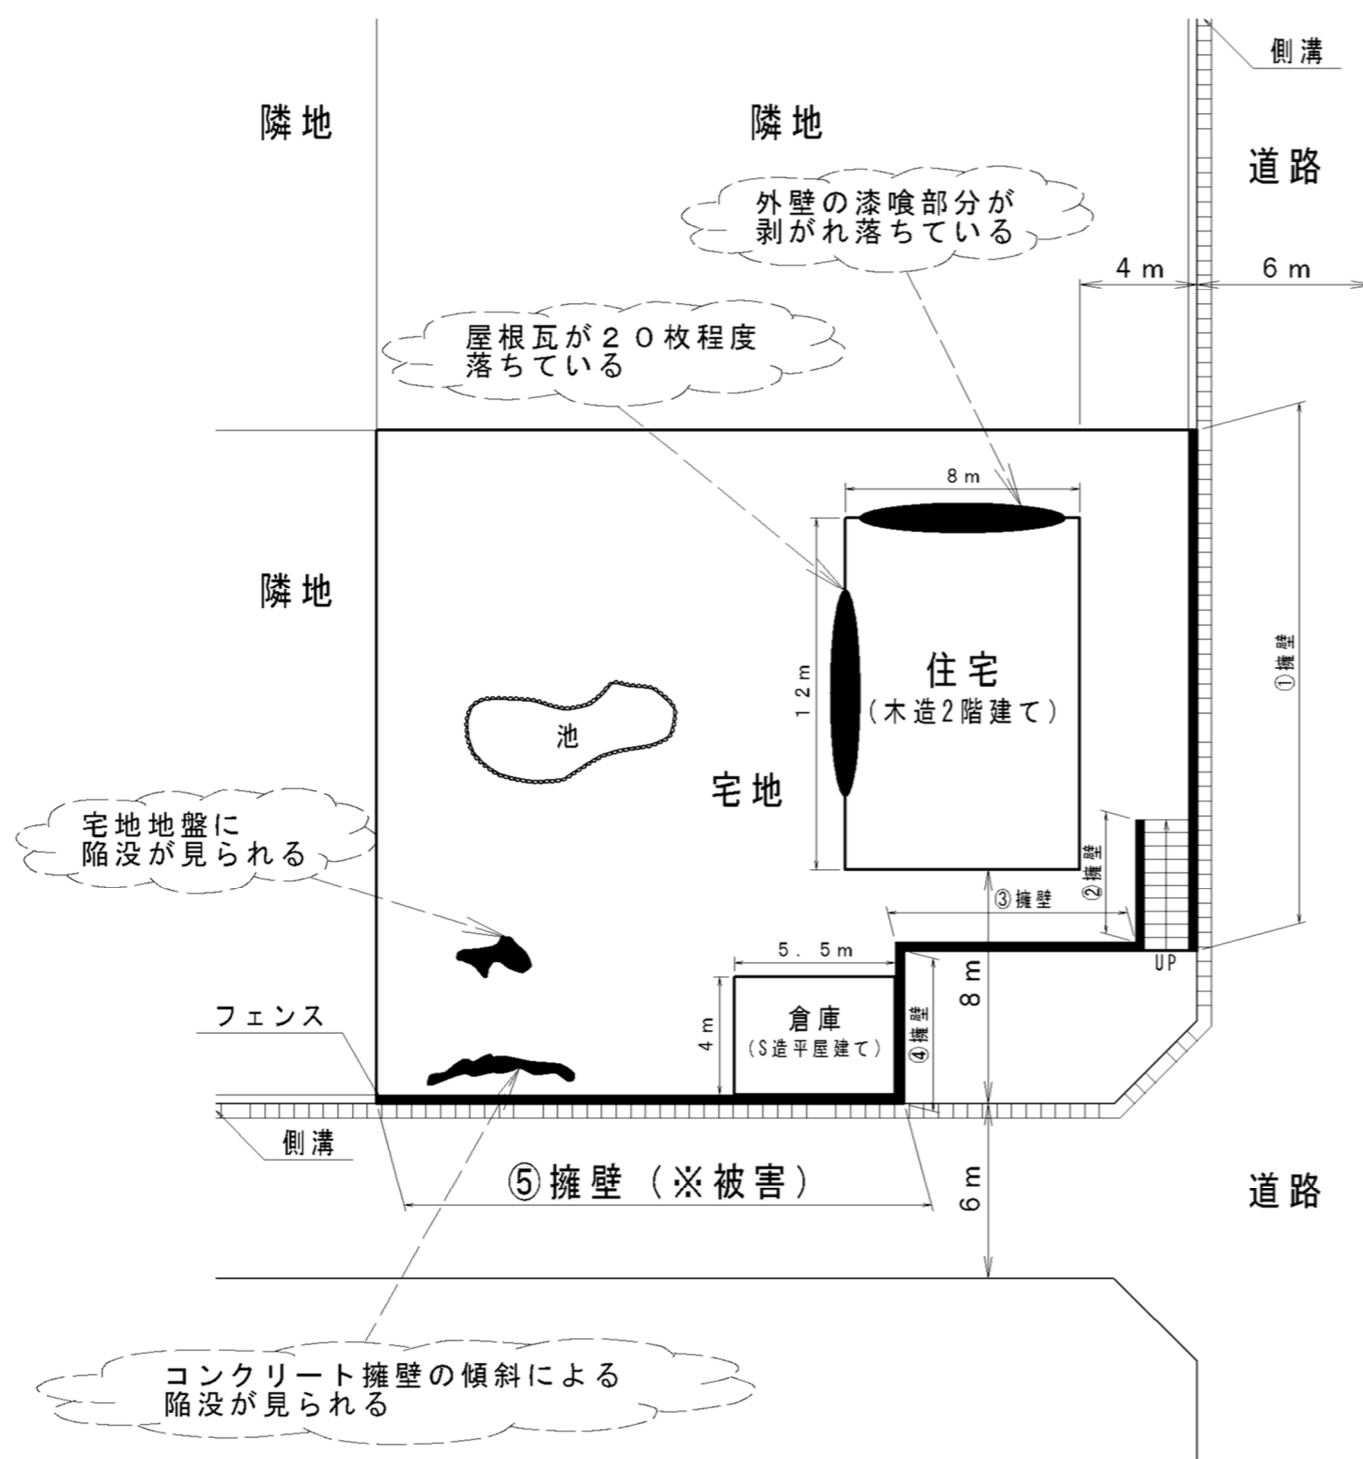 側溝
隣地
隣地
道路
外壁の漆喰部分が
剥がれ落ちている
4m
6m
屋根瓦が20枚程度
落ちている
8m
隣地
①擁壁
住宅
(木造2階建て)
12m
池
宅地
宅地地盤に
陥没が見られる
②擁壁
③擁壁
5.5m
UP
8m
フェンス
倉庫
(S造平屋建て)
4m
④擁壁
側溝
⑤擁壁(※被害)
6m
道路
コンクリート擁壁の傾斜による
陥没が見られる